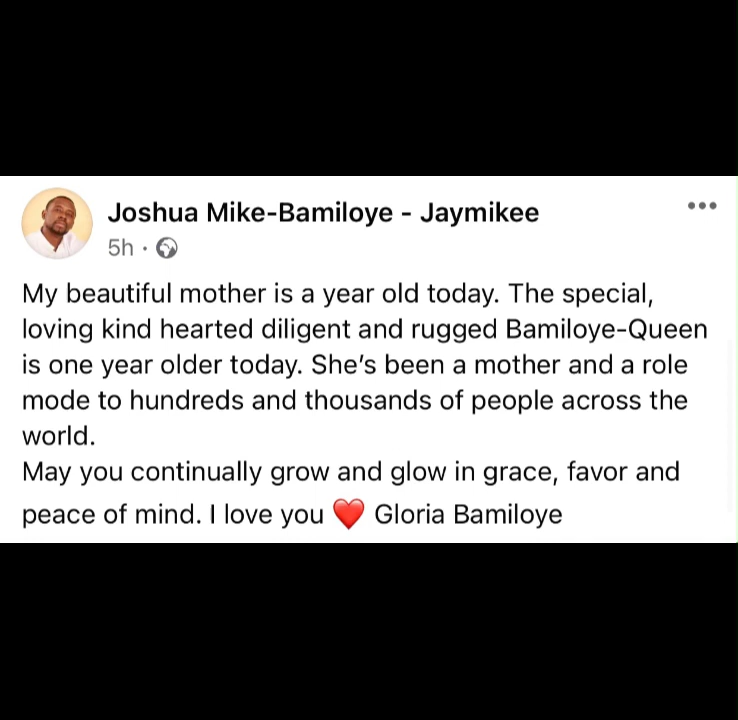 Joshua Mike-Bamiloye - Jaymikee
5h ·
My beautiful mother is a year old today. The special,
loving kind hearted diligent and rugged Bamiloye-Queen
is one year older today. She's been a mother and a role
mode to hundreds and thousands of people across the
world.
May you continually grow and glow in grace, favor and
peace of mind. I love you ❤️ Gloria Bamiloye